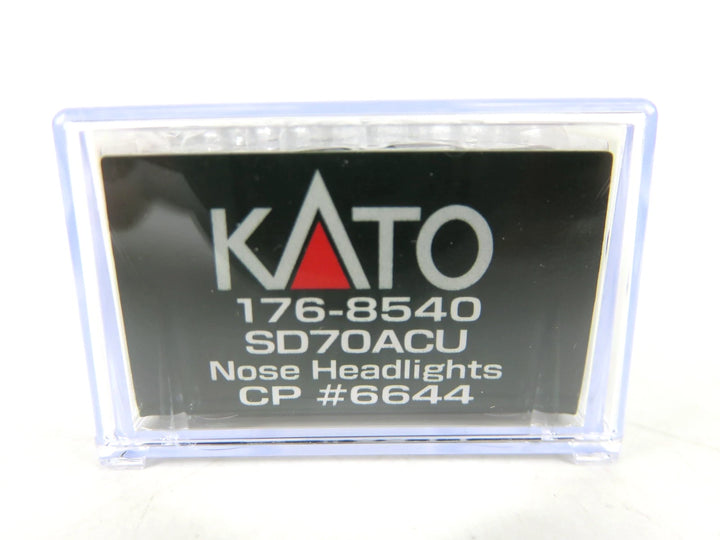 KATO
176-8540
SD70ACU
Nose Headlights
CP #6644